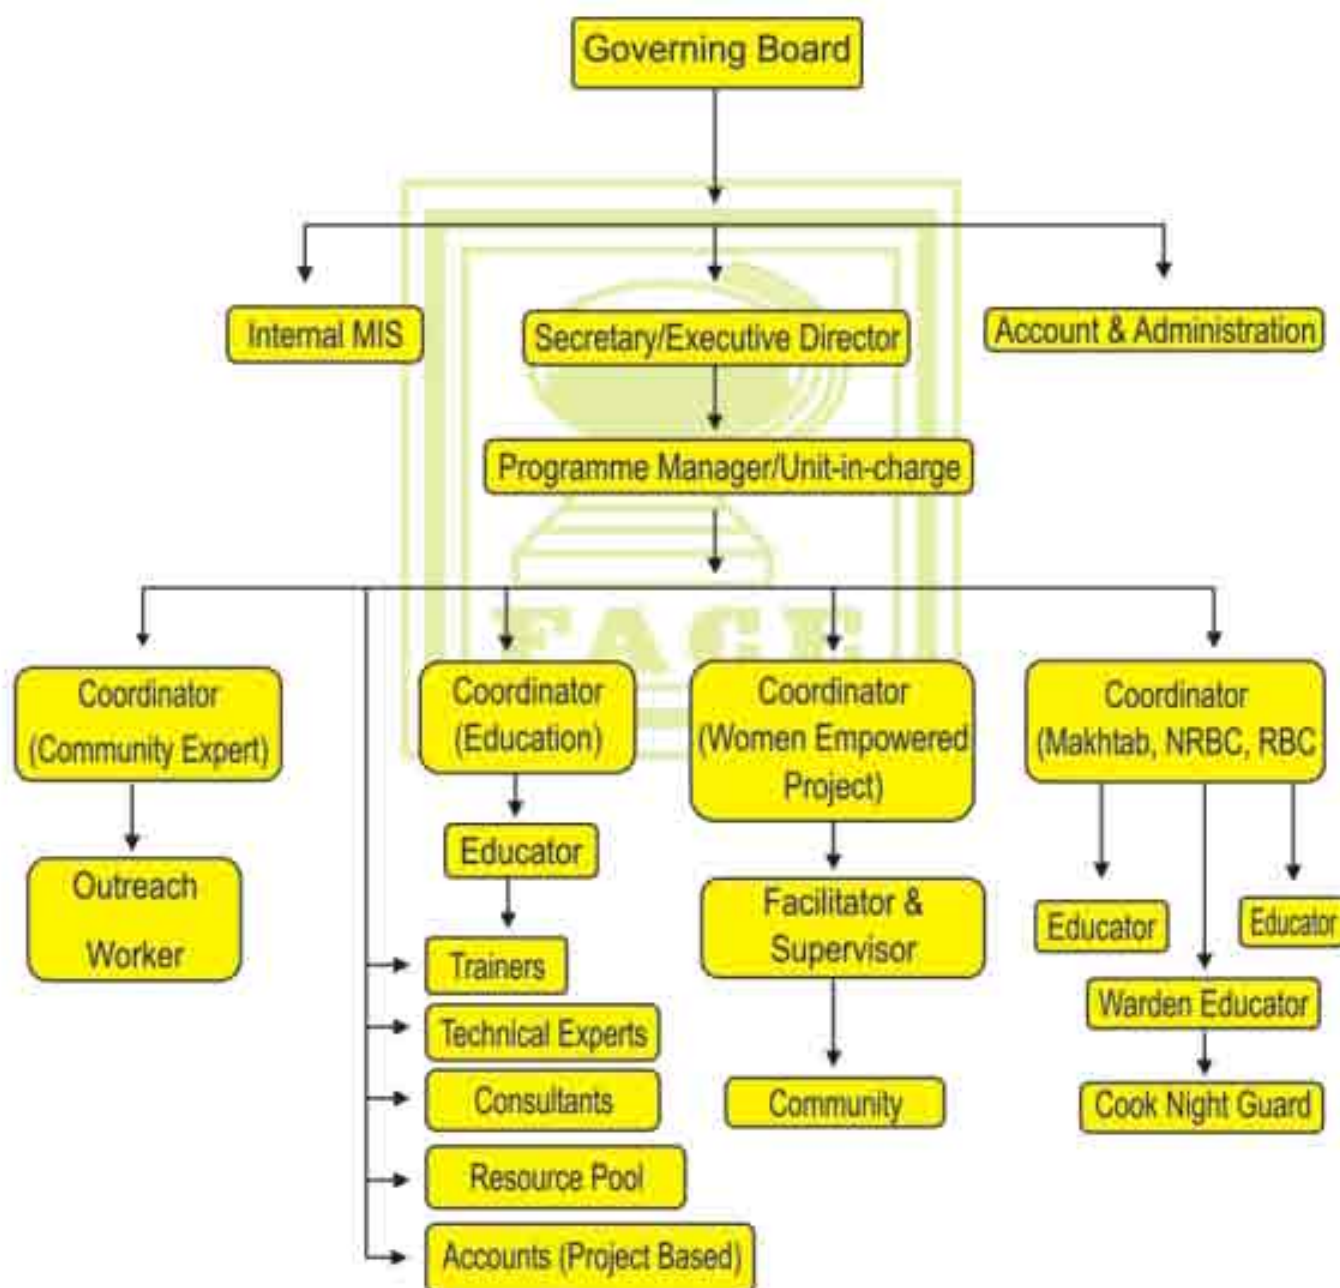 Governing Board
Internal MIS
Secretary/Executive Director
Account & Administration
Programme Manager/Unit-in-charge
FACE
Coordinator
(Community Expert)
Coordinator
(Education)
Coordinator
(Women Empowered
Project)
Coordinator
(Makhtab, NRBC, RBC
Outreach
Worker
Educator
Facilitator &
Supervisor
Educator
Educator
Trainers
Technical Experts
Consultants
Resource Pool
Accounts (Project Based)
Community
Warden Educator
Cook Night Guard